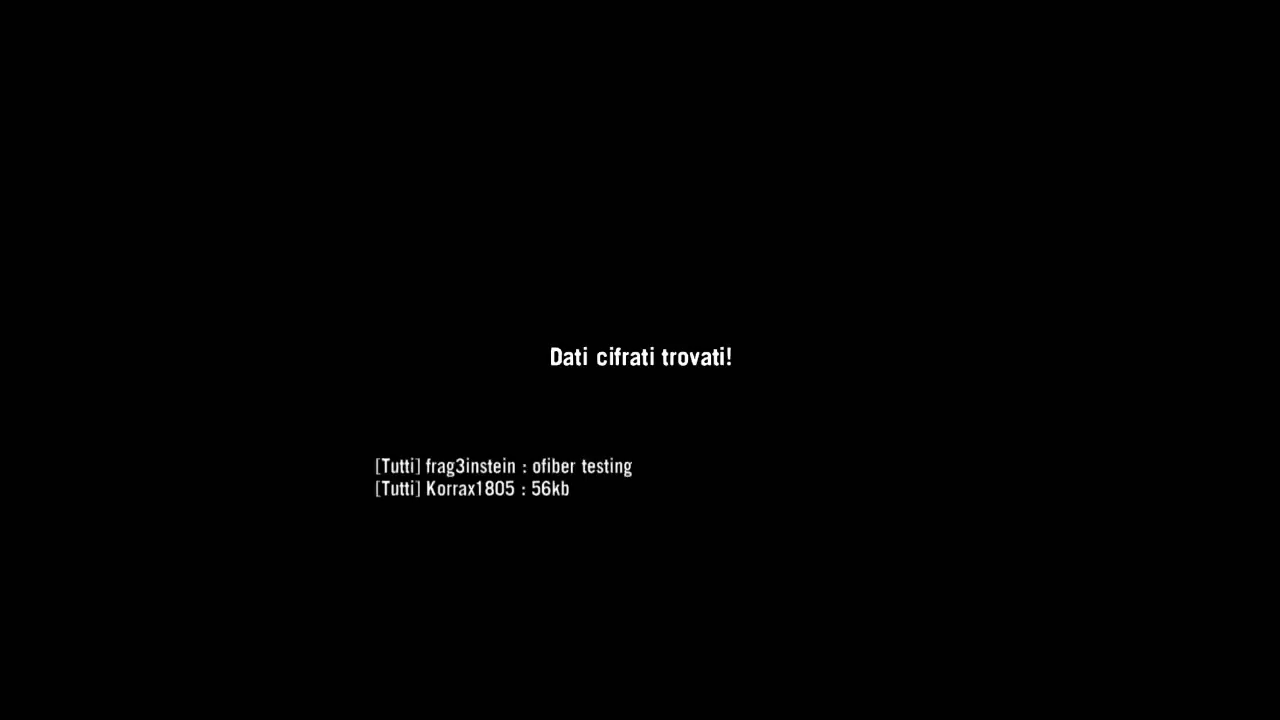 Dati cifrati trovati!
[Tutti] frag3instein : ofiber testing
[Tutti] Korrax1805 : 56kb